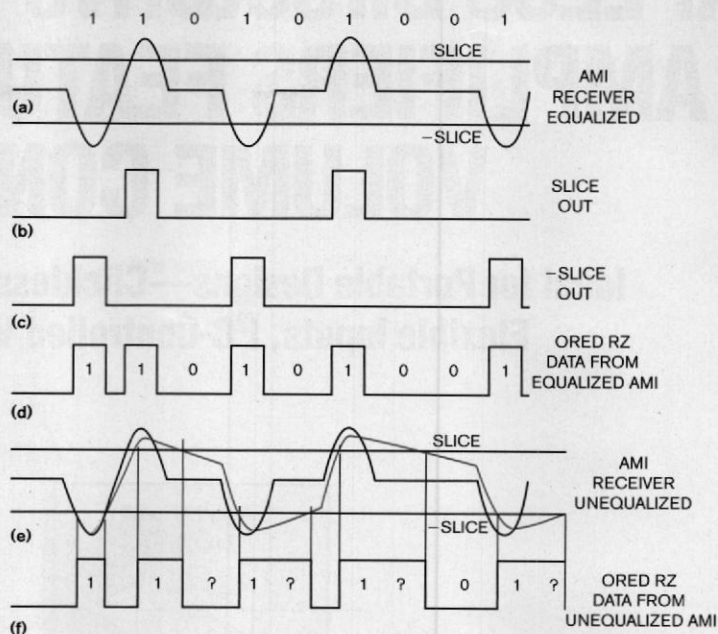 1 1 0 1 0 1 0 0 1
SLICE
AMI
RECEIVER
EQUALIZED
(a)
–SLICE
SLICE
OUT
(b)
–SLICE
OUT
(c)
ORED RZ
DATA FROM
EQUALIZED AMI
1 1 0 1 0 1 0 0 1
(d)
SLICE
AMI
RECEIVER
UNEQUALIZED
–SLICE
(e)
1 1 ? 1 ? 1 ? 0 1 ?
ORED RZ
DATA FROM
UNEQUALIZED AMI
(f)